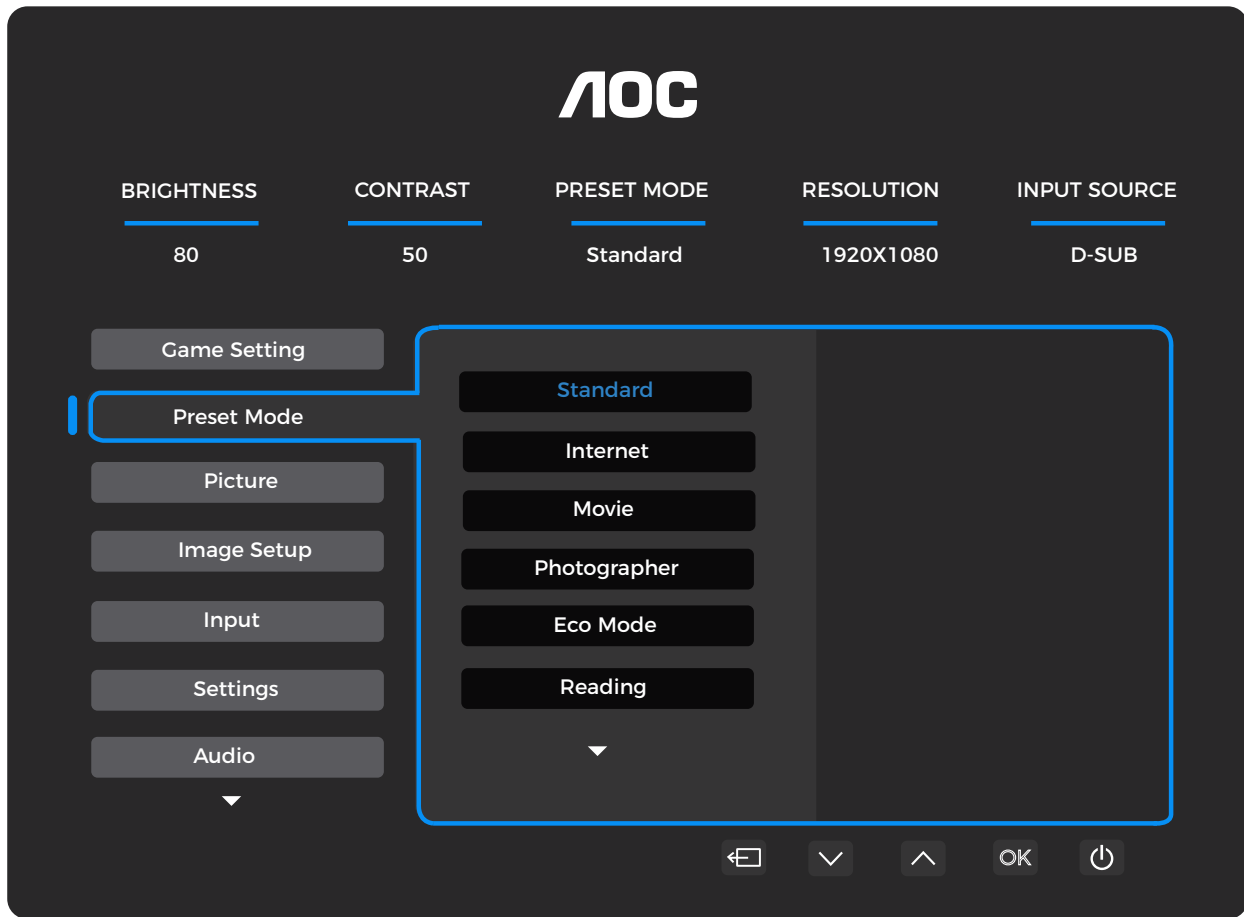 AOC
BRIGHTNESS CONTRAST PRESET MODE RESOLUTION INPUT SOURCE
80 50 Standard 1920X1080 D-SUB
Game Setting
Preset Mode
Picture
Image Setup
Input
Settings
Audio
Standard
Internet
Movie
Photographer
Eco Mode
Reading
OK